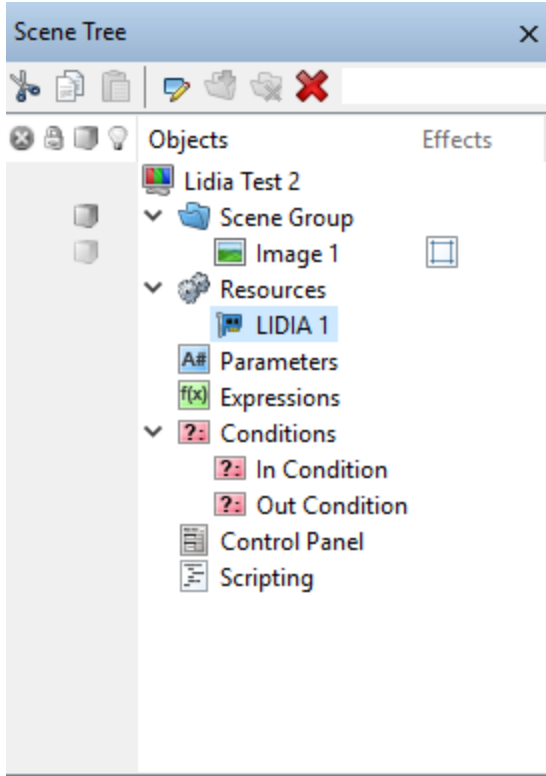 Scene Tree
Objects Effects
Lidia Test 2
Scene Group
Image 1
Resources
LIDIA 1
A# Parameters
f(x) Expressions
?: Conditions
?: In Condition
?: Out Condition
Control Panel
Scripting